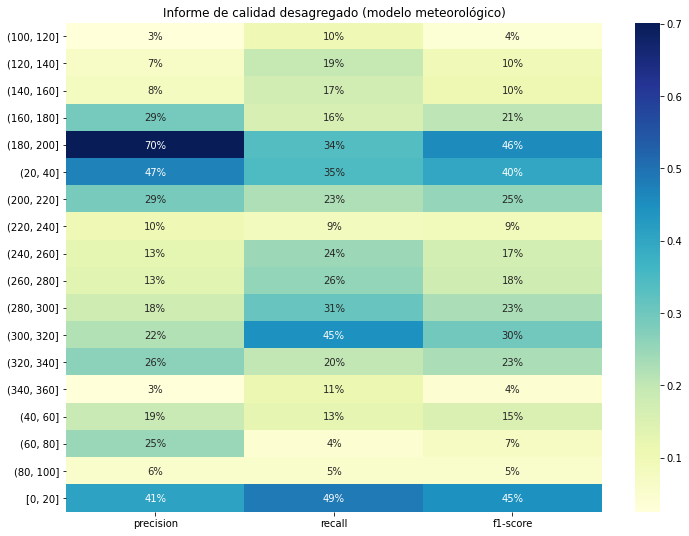 Informe de calidad desagregado (modelo meteorológico)
(100, 120] 3% 10% 4%
(120, 140] 7% 19% 10%
(140, 160] 8% 17% 10%
(160, 180] 29% 16% 21%
(180, 200] 70% 34% 46%
(20, 40] 47% 35% 40%
(200, 220] 29% 23% 25%
(220, 240] 10% 9% 9%
(240, 260] 13% 24% 17%
(260, 280] 13% 26% 18%
(280, 300] 18% 31% 23%
(300, 320] 22% 45% 30%
(320, 340] 26% 20% 23%
(340, 360] 3% 11% 4%
(40, 60] 19% 13% 15%
(60, 80] 25% 4% 7%
(80, 100] 6% 5% 5%
[0, 20] 41% 49% 45%
precision recall f1-score
0.7
0.6
0.5
0.4
0.3
0.2
0.1